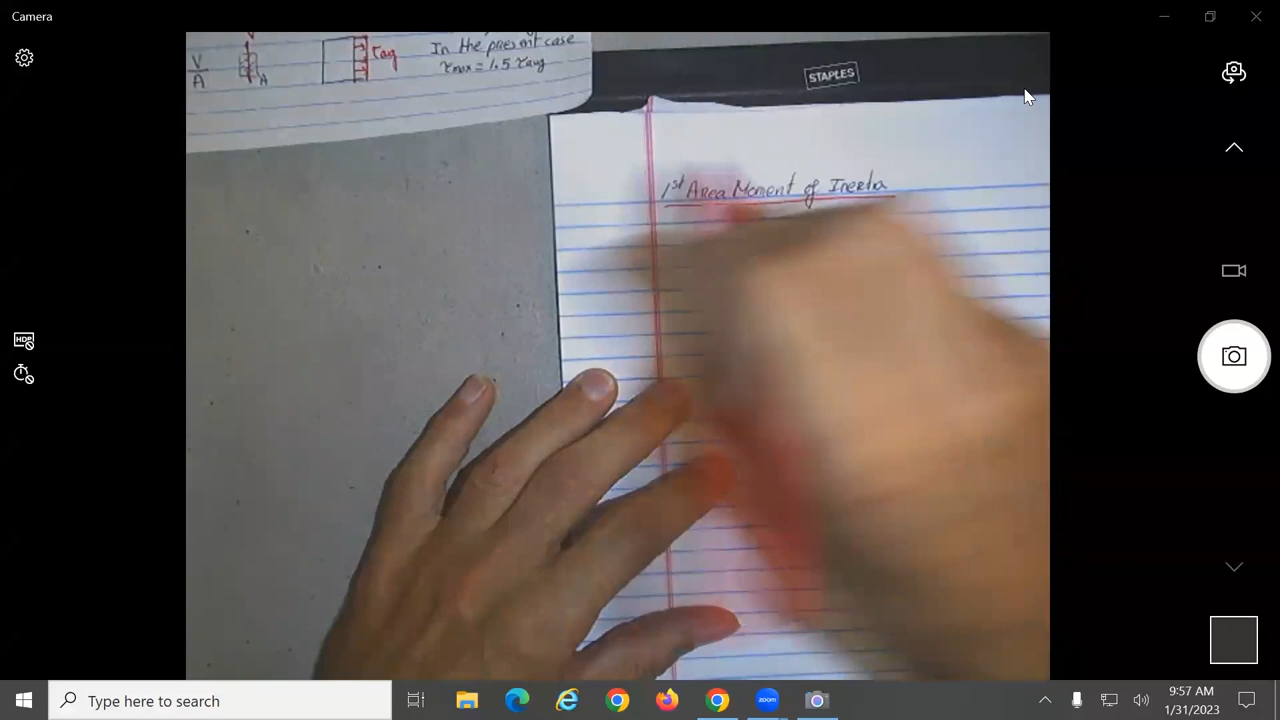 Camera
V
V
A
A
τavg
In the present case
τmax = 1.5 τavg
STAPLES
1st Area Moment of Inertia
Type here to search
zoom
9:57 AM
1/31/2023